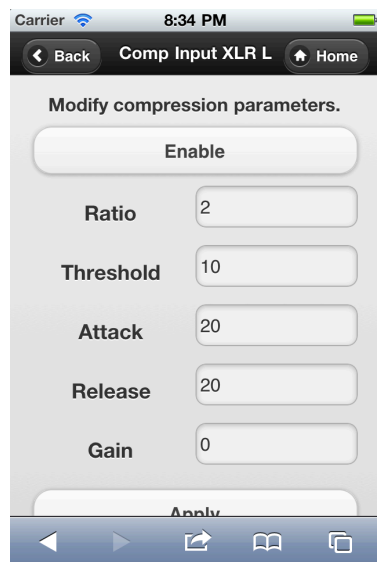 Carrier 8:34 PM
Back Comp Input XLR L Home
Modify compression parameters.
Enable
Ratio 2
Threshold 10
Attack 20
Release 20
Gain 0
Apply